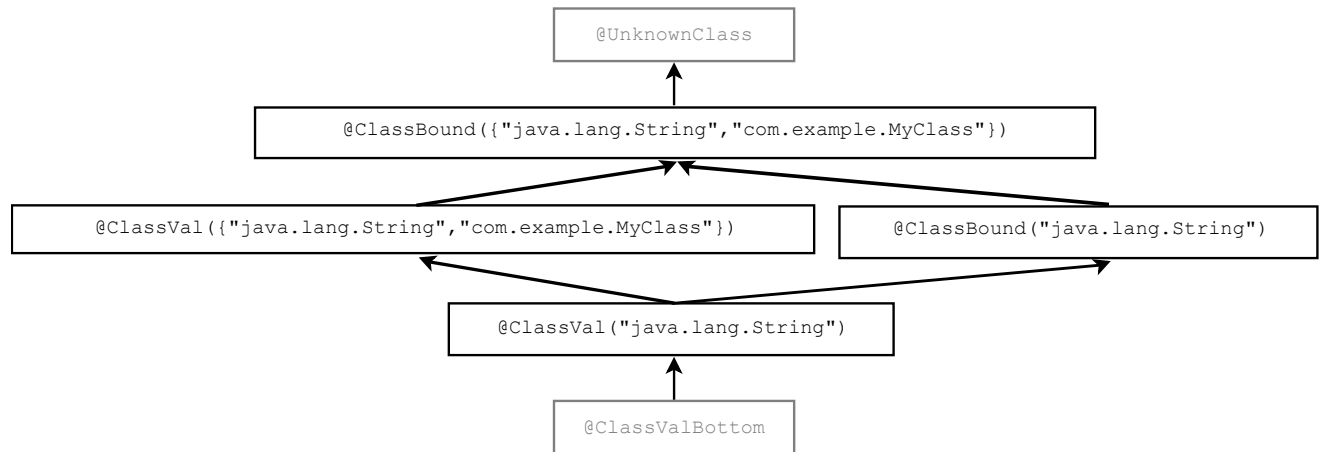 @UnknownClass
@ClassBound({"java.lang.String","com.example.MyClass"})
@ClassVal({"java.lang.String","com.example.MyClass"})
@ClassBound("java.lang.String")
@ClassVal("java.lang.String")
@ClassValBottom